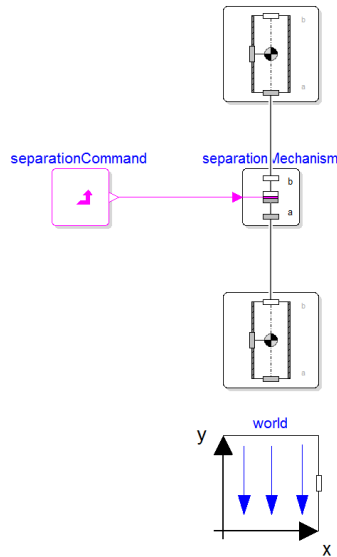 b
a
separationCommand
separationMechanism
b
a
b
a
world
y
x